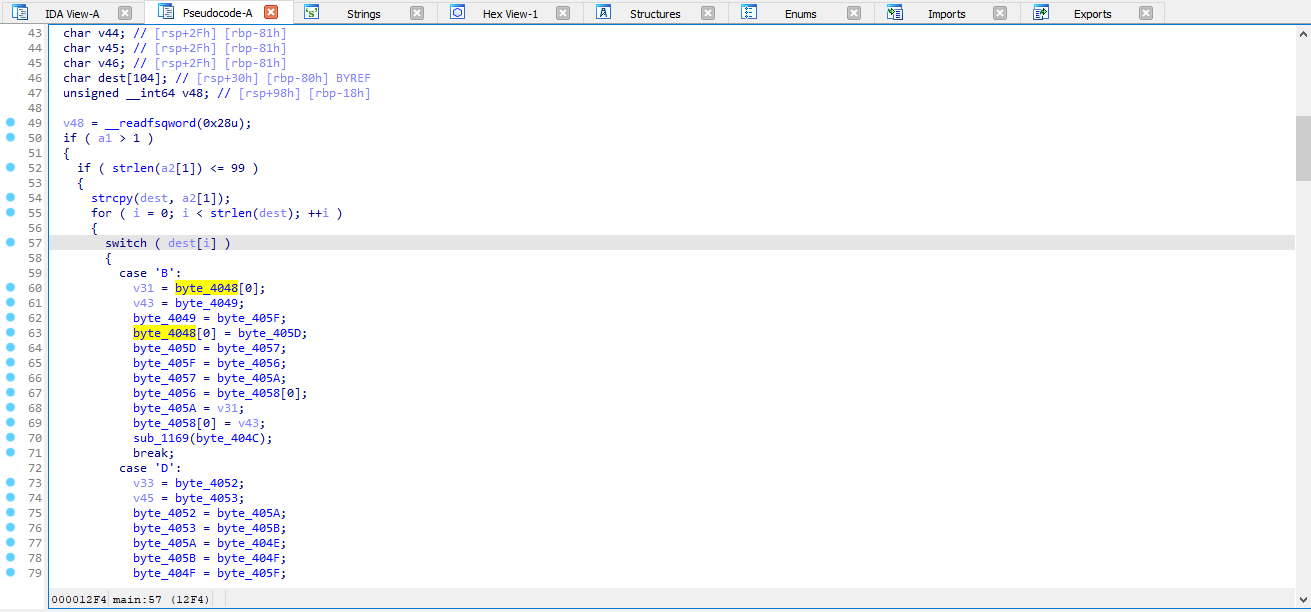 IDA View-A Pseudocode-A Strings Hex View-1 Structures Enums Imports Exports
43 char v44; // [rsp+2Fh] [rbp-81h]
44 char v45; // [rsp+2Fh] [rbp-81h]
45 char v46; // [rsp+2Fh] [rbp-81h]
46 char dest[104]; // [rsp+30h] [rbp-80h] BYREF
47 unsigned __int64 v48; // [rsp+98h] [rbp-18h]
48
49 v48 = __readfsqword(0x28u);
50 if ( a1 > 1 )
51 {
52 if ( strlen(a2[1]) <= 99 )
53 {
54 strcpy(dest, a2[1]);
55 for ( i = 0; i < strlen(dest); ++i )
56 {
57 switch ( dest[i] )
58 {
59 case 'B':
60 v31 = byte_4048[0];
61 v43 = byte_4049;
62 byte_4049 = byte_405F;
63 byte_4048[0] = byte_405D;
64 byte_405D = byte_4057;
65 byte_405F = byte_4056;
66 byte_4057 = byte_405A;
67 byte_4056 = byte_4058[0];
68 byte_405A = v31;
69 byte_4058[0] = v43;
70 sub_1169(byte_404C);
71 break;
72 case 'D':
73 v33 = byte_4052;
74 v45 = byte_4053;
75 byte_4052 = byte_405A;
76 byte_4053 = byte_405B;
77 byte_405A = byte_404E;
78 byte_405B = byte_404F;
79 byte_404F = byte_405F;
000012F4 main:57 (12F4)